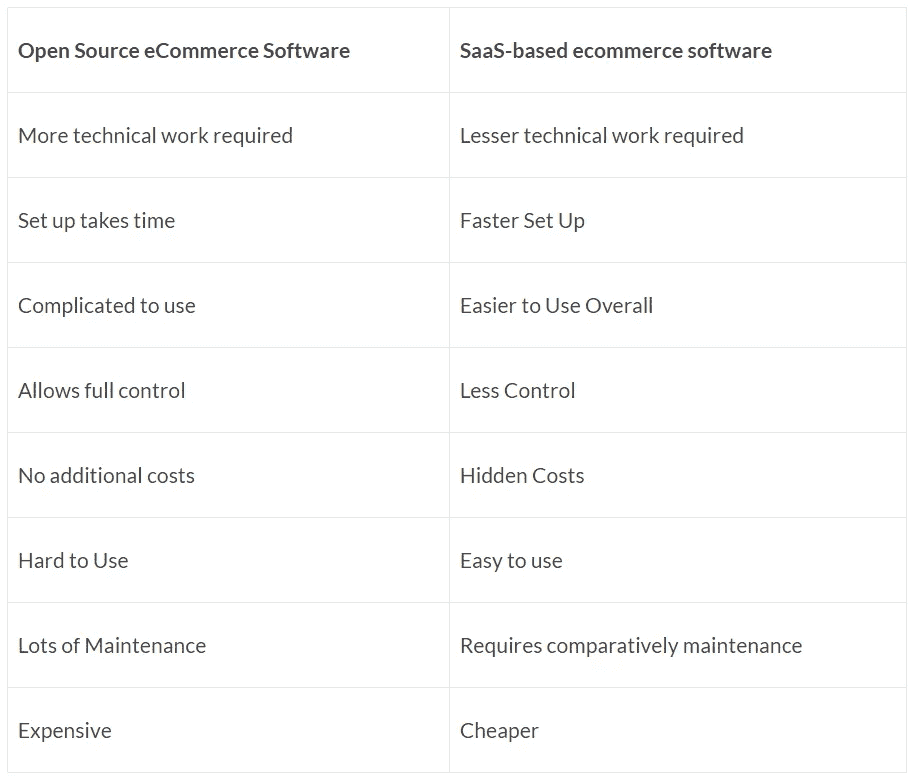 Open Source eCommerce Software
SaaS-based ecommerce software
More technical work required
Lesser technical work required
Set up takes time
Faster Set Up
Complicated to use
Easier to Use Overall
Allows full control
Less Control
No additional costs
Hidden Costs
Hard to Use
Easy to use
Lots of Maintenance
Requires comparatively maintenance
Expensive
Cheaper